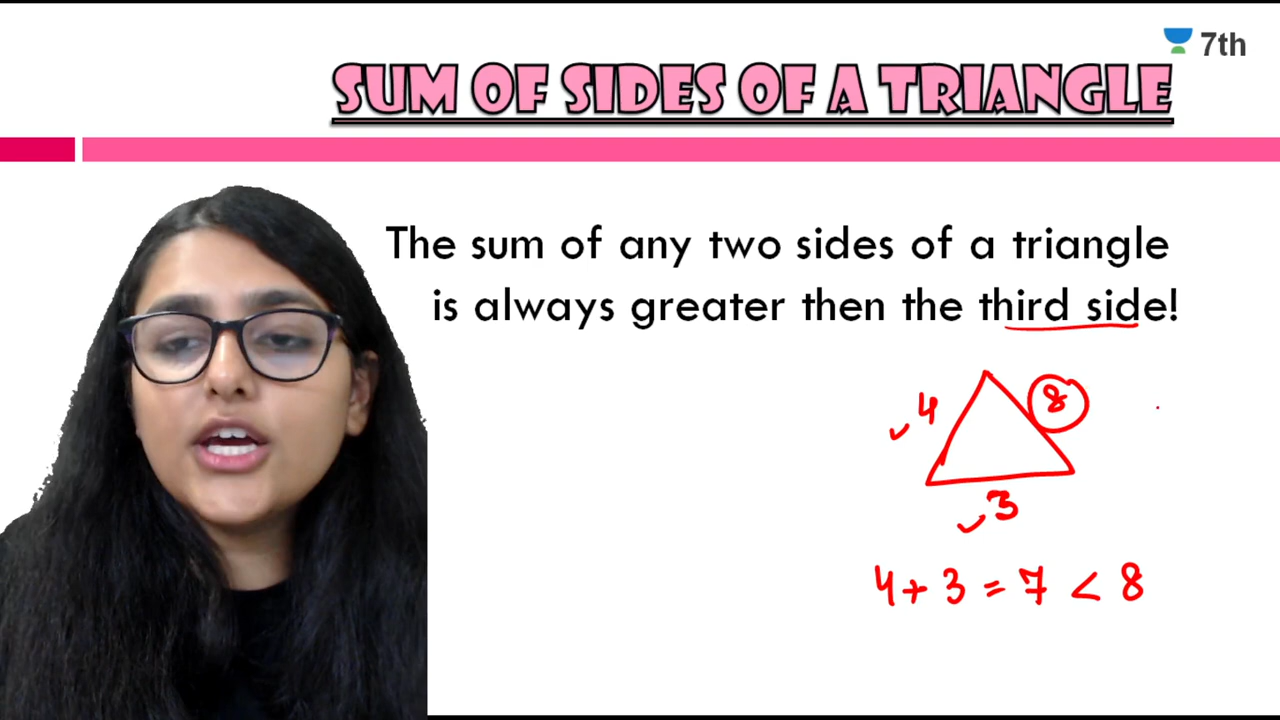 7th
SUM OF SIDES OF A TRIANGLE
The sum of any two sides of a triangle
is always greater then the third side!
4
8
3
4 + 3 = 7 < 8